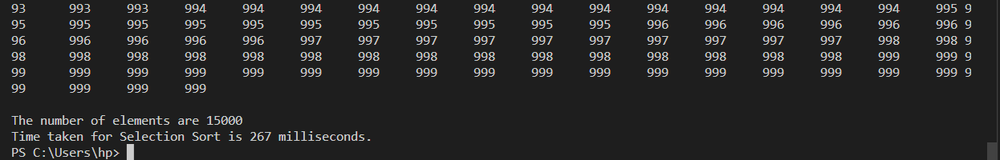 93 993 993 994 994 994 994 994 994 994 994 994 994 994 994 994 995 9
95 995 995 995 995 995 995 995 995 995 995 996 996 996 996 996 996 9
96 996 996 996 996 997 997 997 997 997 997 997 997 997 997 998 998 9
98 998 998 998 998 998 998 998 998 998 998 998 998 998 998 999 999 9
99 999 999 999 999 999 999 999 999 999 999 999 999 999 999 999 999 9
99 999 999 999
The number of elements are 15000
Time taken for Selection Sort is 267 milliseconds.
PS C:\Users\hp>